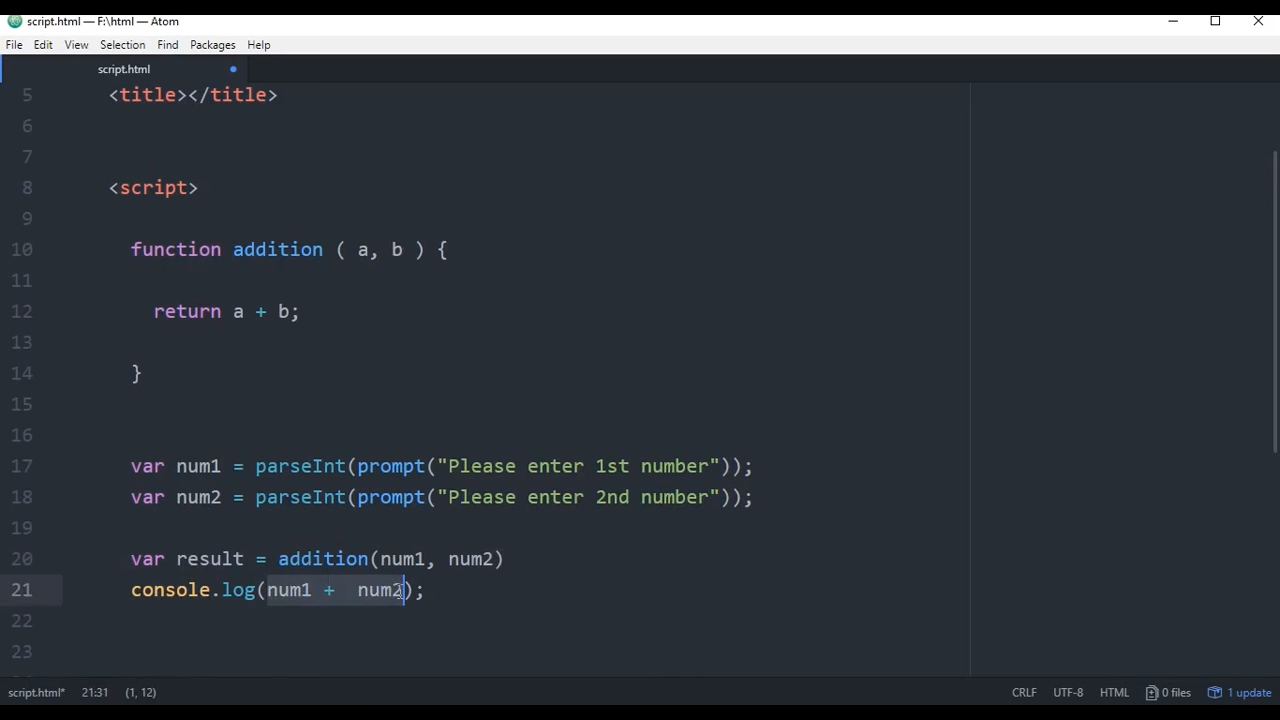 script.html — F:\html — Atom
File Edit View Selection Find Packages Help
script.html
5 <title></title>
6
7
8 <script>
9
10 function addition ( a, b ) {
11
12 return a + b;
13
14 }
15
16
17 var num1 = parseInt(prompt("Please enter 1st number"));
18 var num2 = parseInt(prompt("Please enter 2nd number"));
19
20 var result = addition(num1, num2)
21 console.log(num1 +  num2);
22
23
script.html* 21:31 (1, 12) CRLF UTF-8 HTML 0 files 1 update